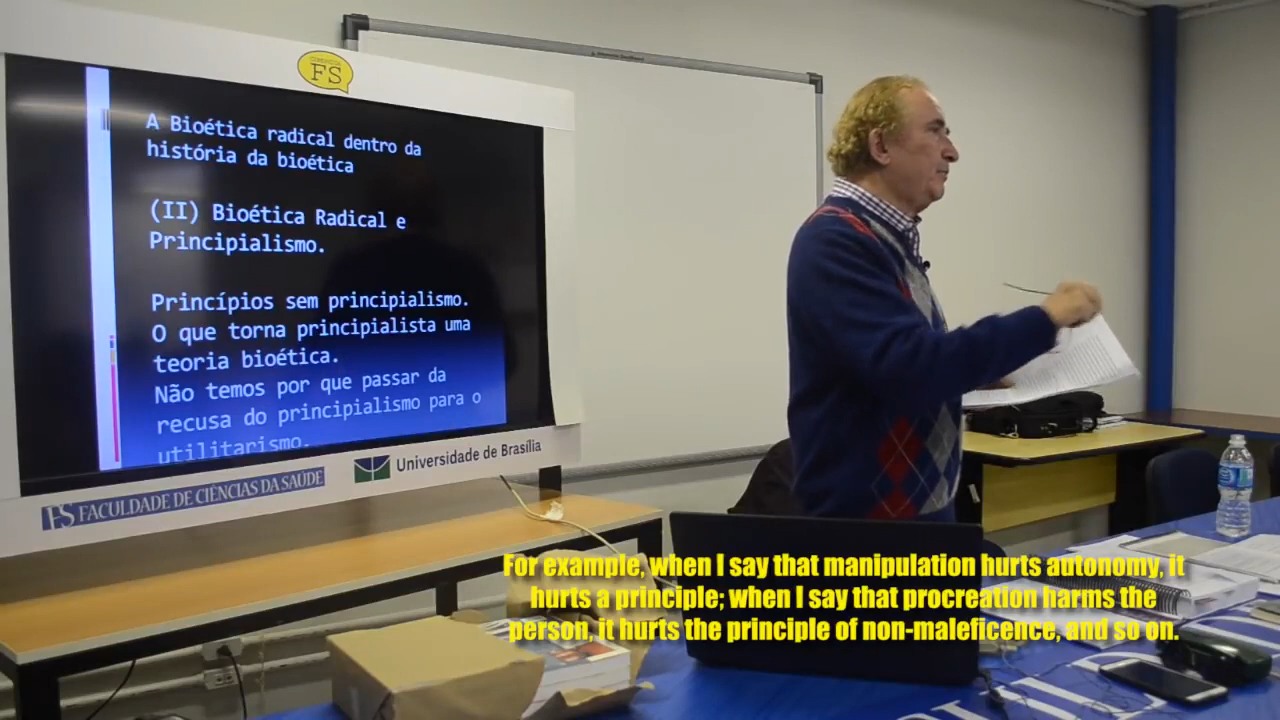 FS
A Bioética radical dentro da
história da bioética
(II) Bioética Radical e
Principialismo.
Princípios sem principialismo.
O que torna principialista uma
teoria bioética.
Não temos por que passar da
recusa do principialismo para o
utilitarismo.
FS FACULDADE DE CIÊNCIAS DA SAÚDE
Universidade de Brasília
For example, when I say that manipulation hurts autonomy, it
hurts a principle; when I say that procreation harms the
person, it hurts the principle of non-maleficence, and so on.